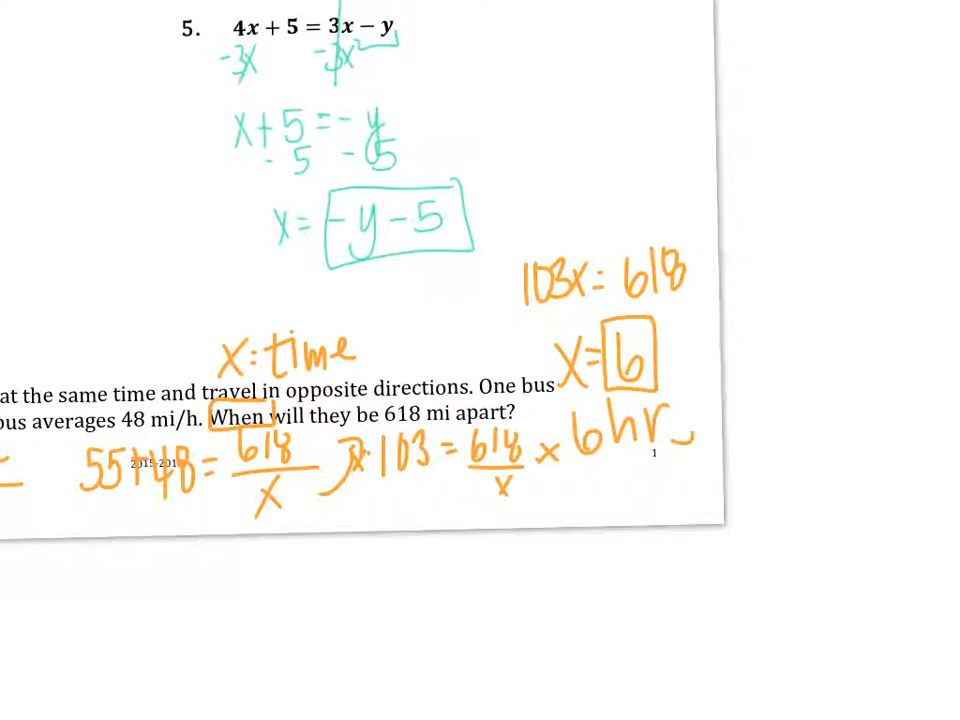 5. 4x + 5 = 3x − y
-3x -3x
x + 5 = -y
- 5 - 5
x = -y - 5
103x = 618
x = 6
x: time
at the same time and travel in opposite directions. One bus
bus averages 48 mi/h. When will they be 618 mi apart?
6 hr
55 + 48 = 618/x x · 103 = 618/x x
1